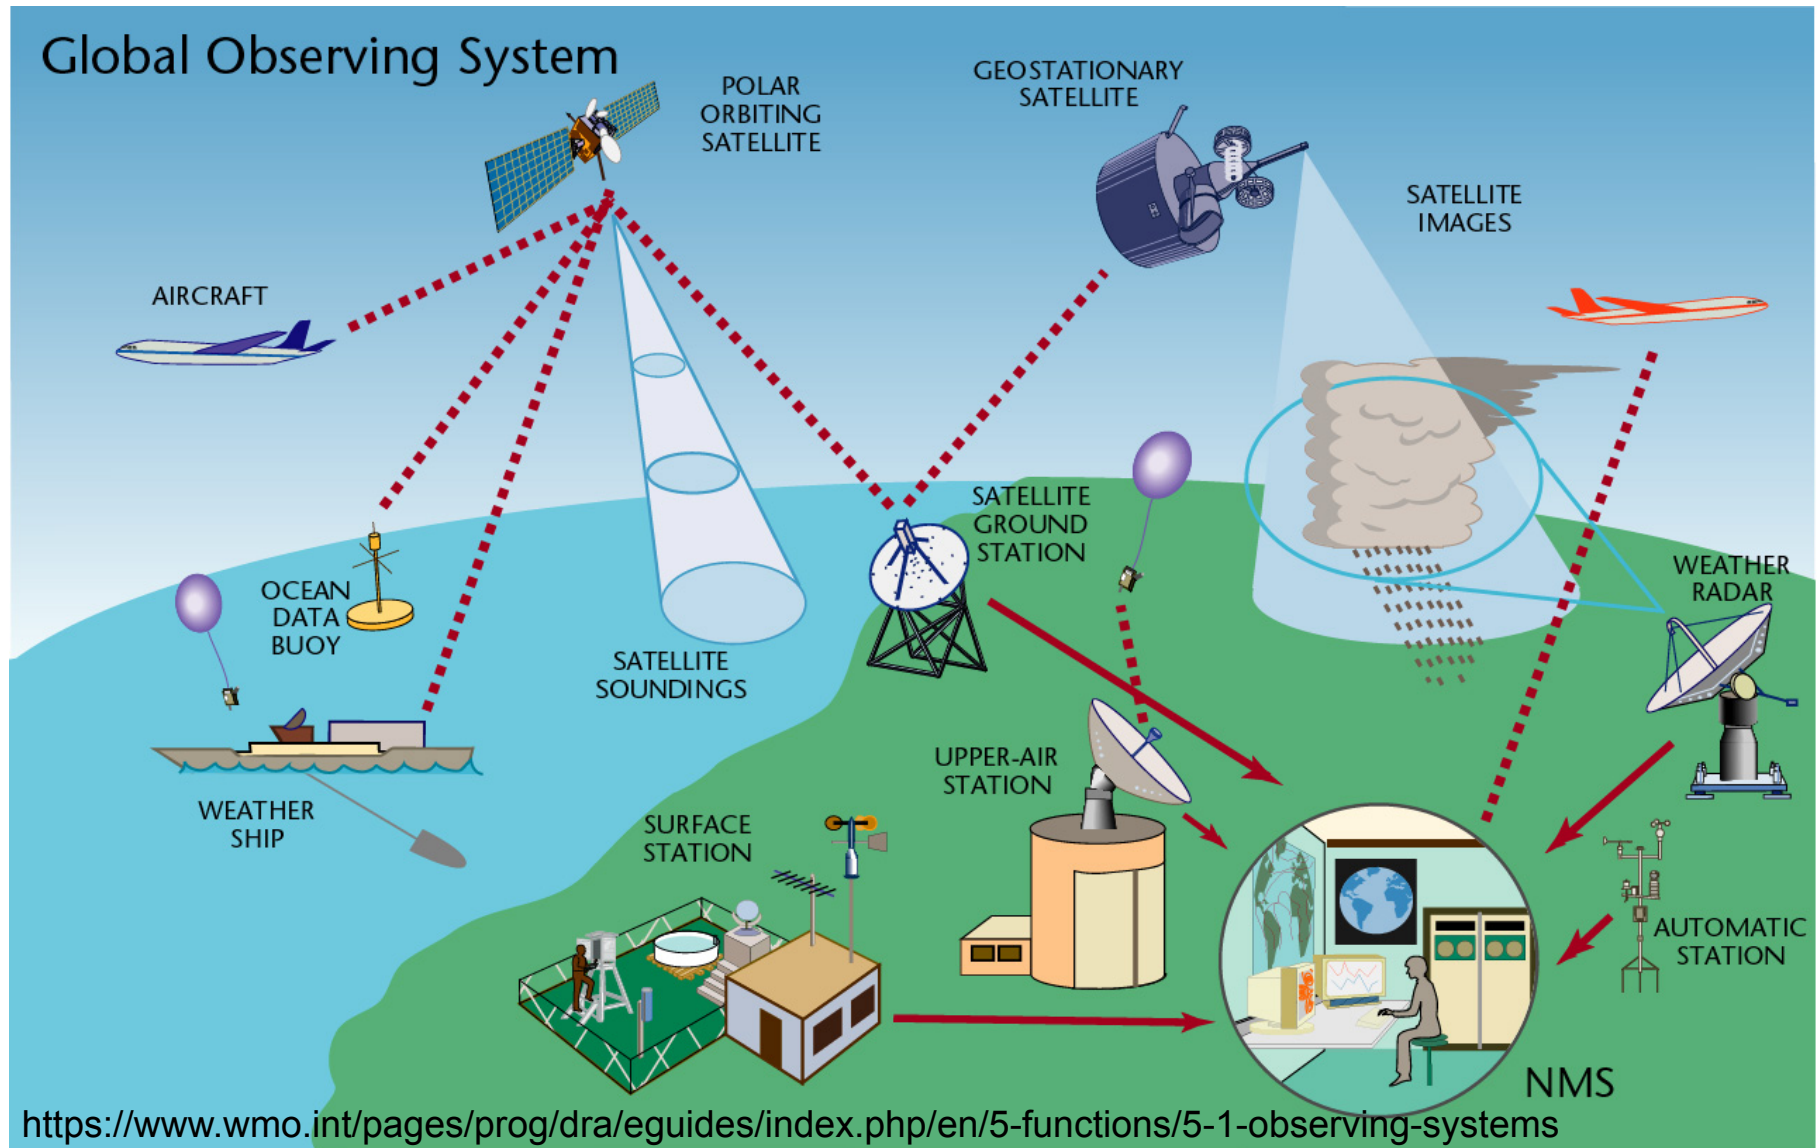 Global Observing System
POLAR
ORBITING
SATELLITE
GEOSTATIONARY
SATELLITE
SATELLITE
IMAGES
AIRCRAFT
SATELLITE
GROUND
STATION
WEATHER
RADAR
OCEAN
DATA
BUOY
SATELLITE
SOUNDINGS
UPPER-AIR
STATION
WEATHER
SHIP
SURFACE
STATION
AUTOMATIC
STATION
NMS
https://www.wmo.int/pages/prog/dra/eguides/index.php/en/5-functions/5-1-observing-systems